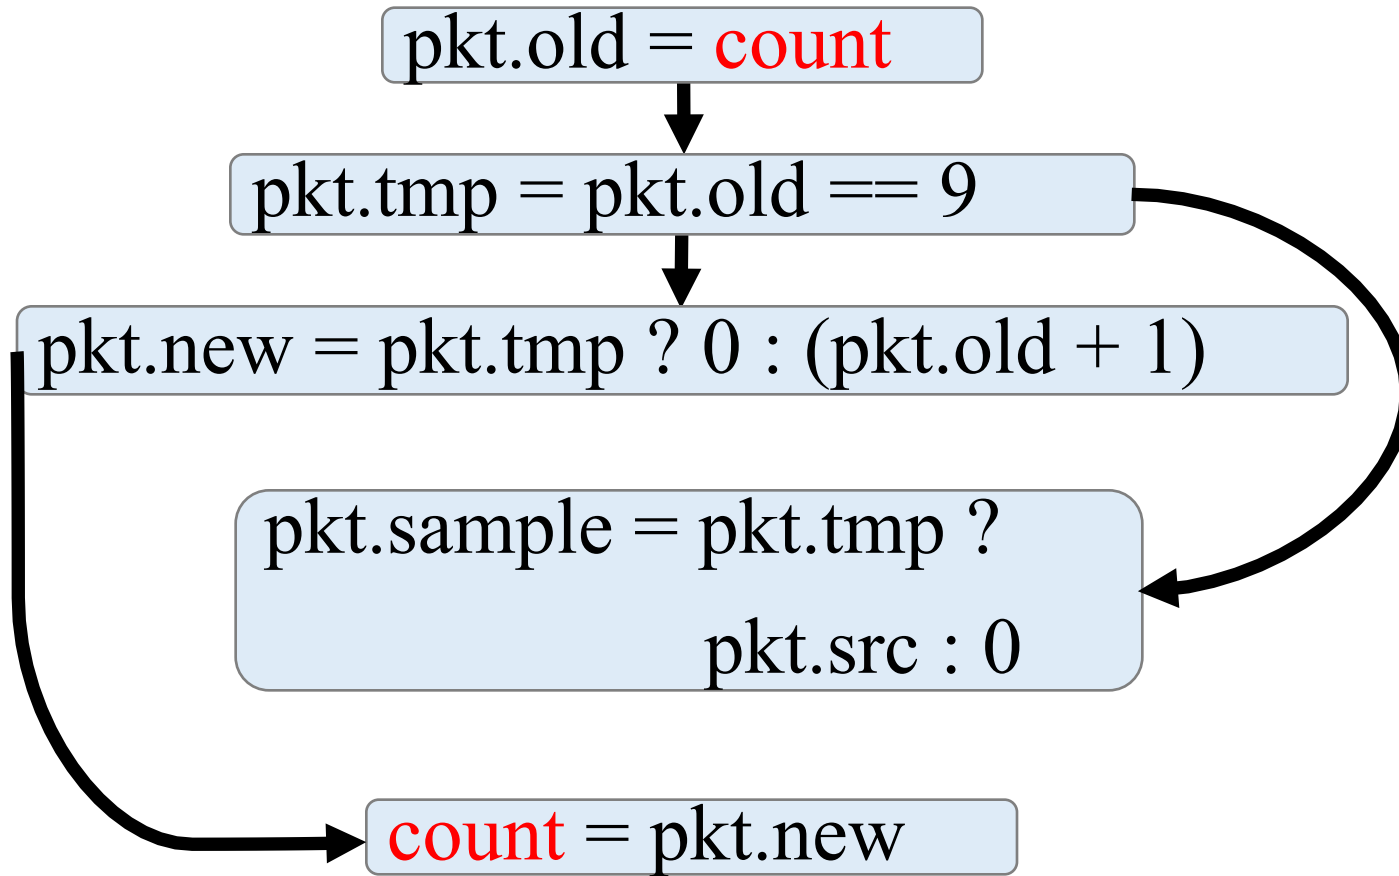 pkt.old = count
pkt.tmp = pkt.old == 9
pkt.new = pkt.tmp ? 0 : (pkt.old + 1)
pkt.sample = pkt.tmp ?
pkt.src : 0
count = pkt.new